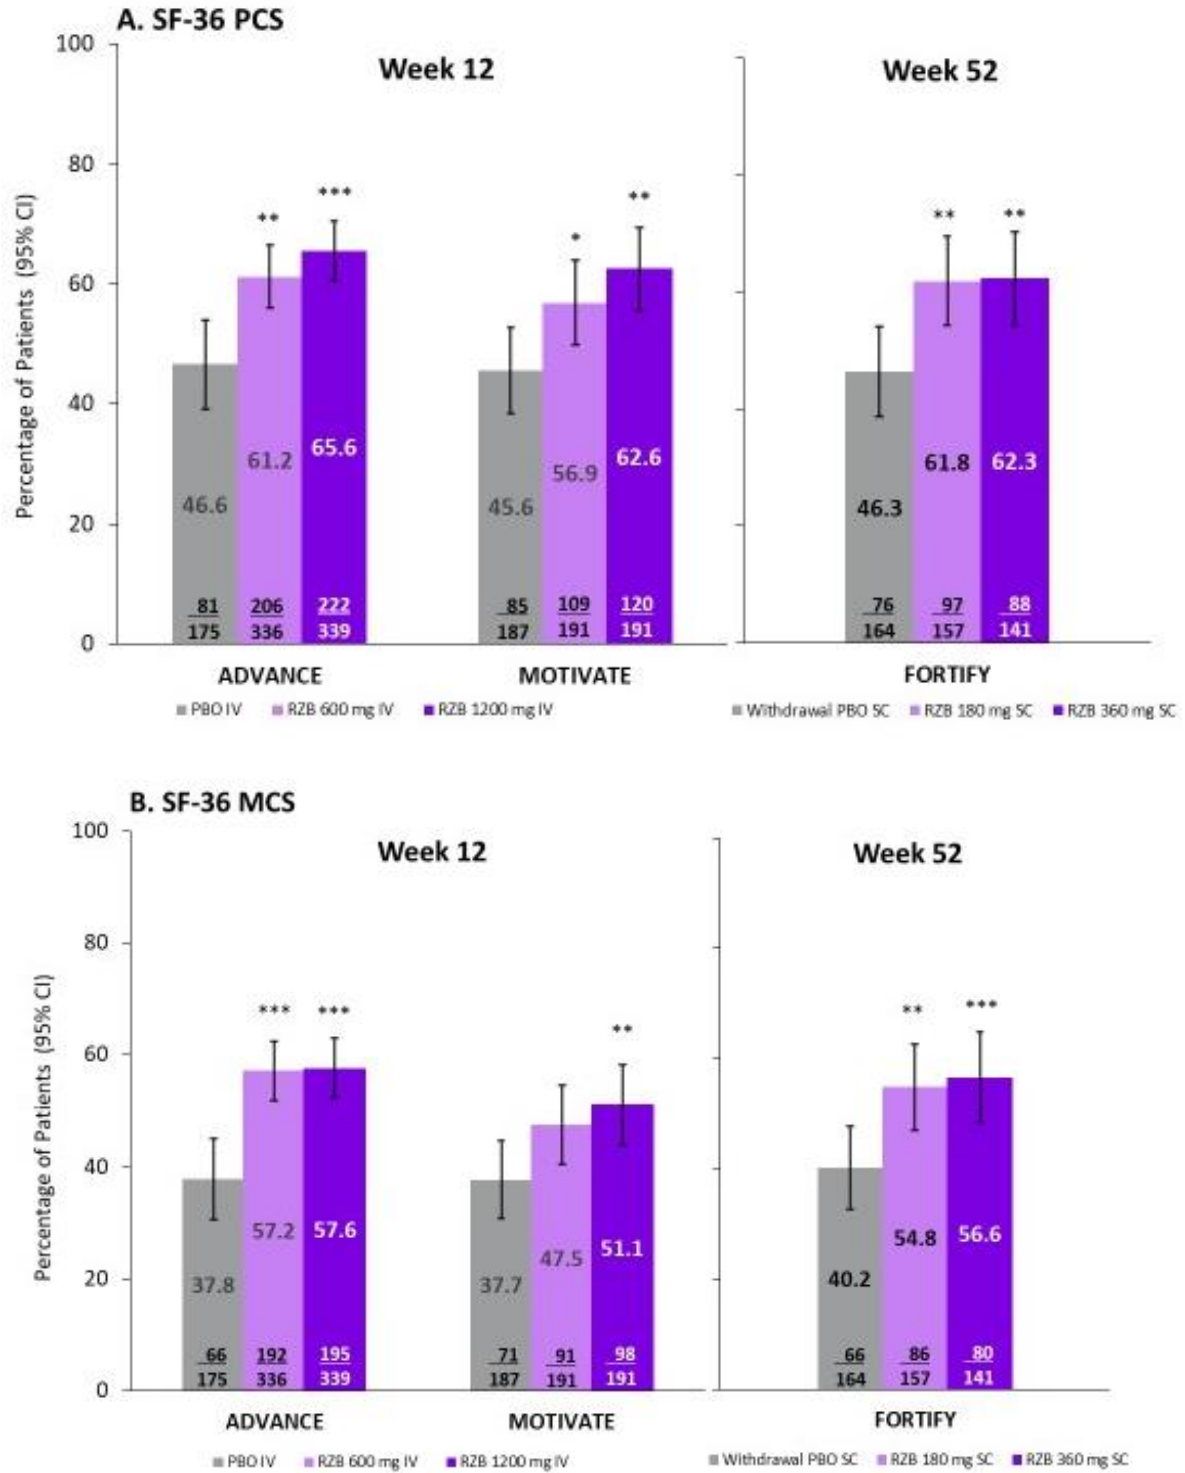 A. SF-36 PCS
Week 12
Week 52
Percentage of Patients (95% CI)
100
80
60
40
20
0
** *** * ** ** **
46.6 61.2 65.6 45.6 56.9 62.6 46.3 61.8 62.3
81 206 222 85 109 120 76 97 88
175 336 339 187 191 191 164 157 141
ADVANCE MOTIVATE FORTIFY
PBO IV RZB 600 mg IV RZB 1200 mg IV Withdrawal PBO SC RZB 180 mg SC RZB 360 mg SC
B. SF-36 MCS
Week 12
Week 52
Percentage of Patients (95% CI)
100
80
60
40
20
0
*** *** ** ** ***
37.8 57.2 57.6 37.7 47.5 51.1 40.2 54.8 56.6
66 192 195 71 91 98 66 86 80
175 336 339 187 191 191 164 157 141
ADVANCE MOTIVATE FORTIFY
PBO IV RZB 600 mg IV RZB 1200 mg IV Withdrawal PBO SC RZB 180 mg SC RZB 360 mg SC